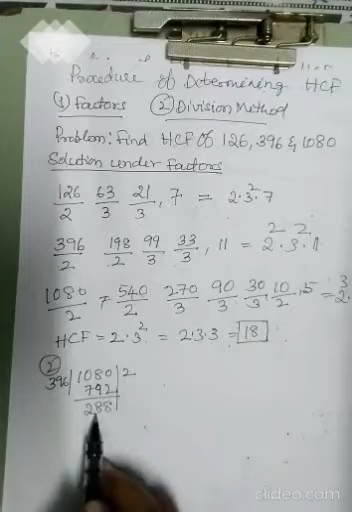 Procedure of Determining HCF
① Factors ② Division Method
Problem: Find HCF Of 126, 396 & 1080
Solution under factors
126/2 63/3 21/3, 7 = 2·3²·7
396/2 198/2 99/3 33/3, 11 = 2²·3²·11
1080/2 = 540/2 270/3 90/3 30/3 10/2, 5 = 2³·
HCF = 2·3² = 2·3·3 = 18
②
396 | 1080 | 2
792
288
clideo.com